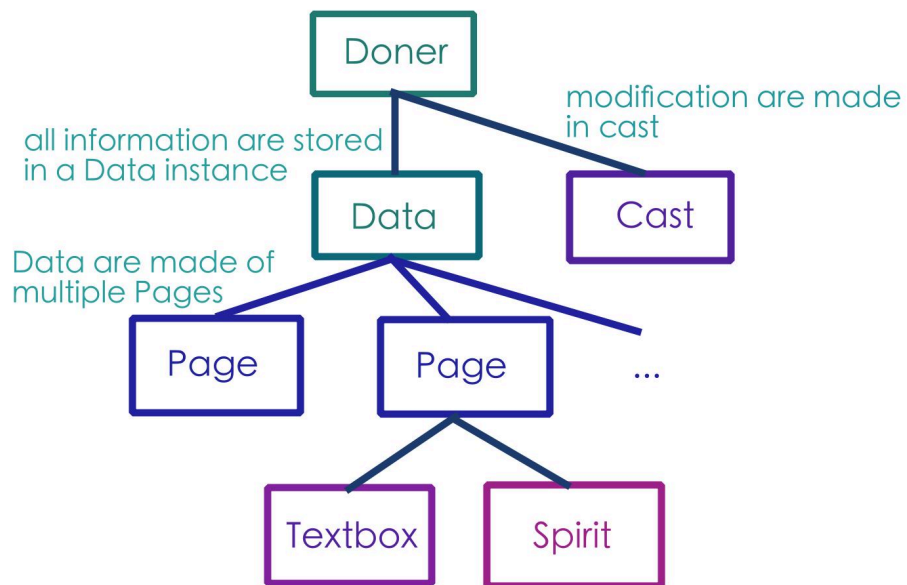 Doner
modification are made
in cast
all information are stored
in a Data instance
Data
Cast
Data are made of
multiple Pages
Page
Page
...
Textbox
Spirit